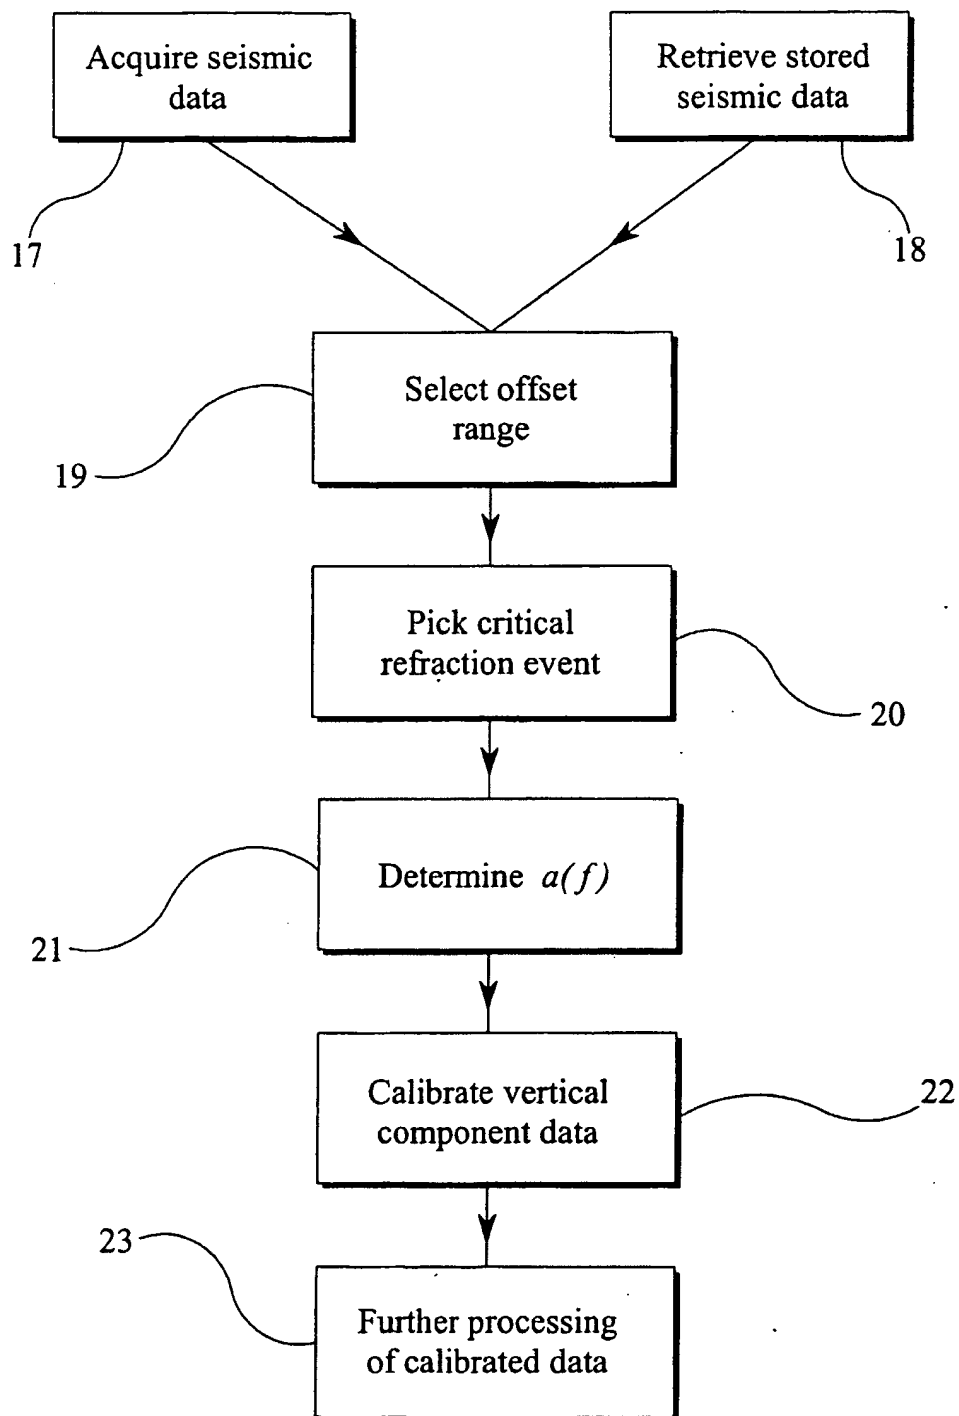 Acquire seismic
data
Retrieve stored
seismic data
17
18
Select offset
range
19
Pick critical
refraction event
20
Determine a(f)
21
Calibrate vertical
component data
22
23
Further processing
of calibrated data